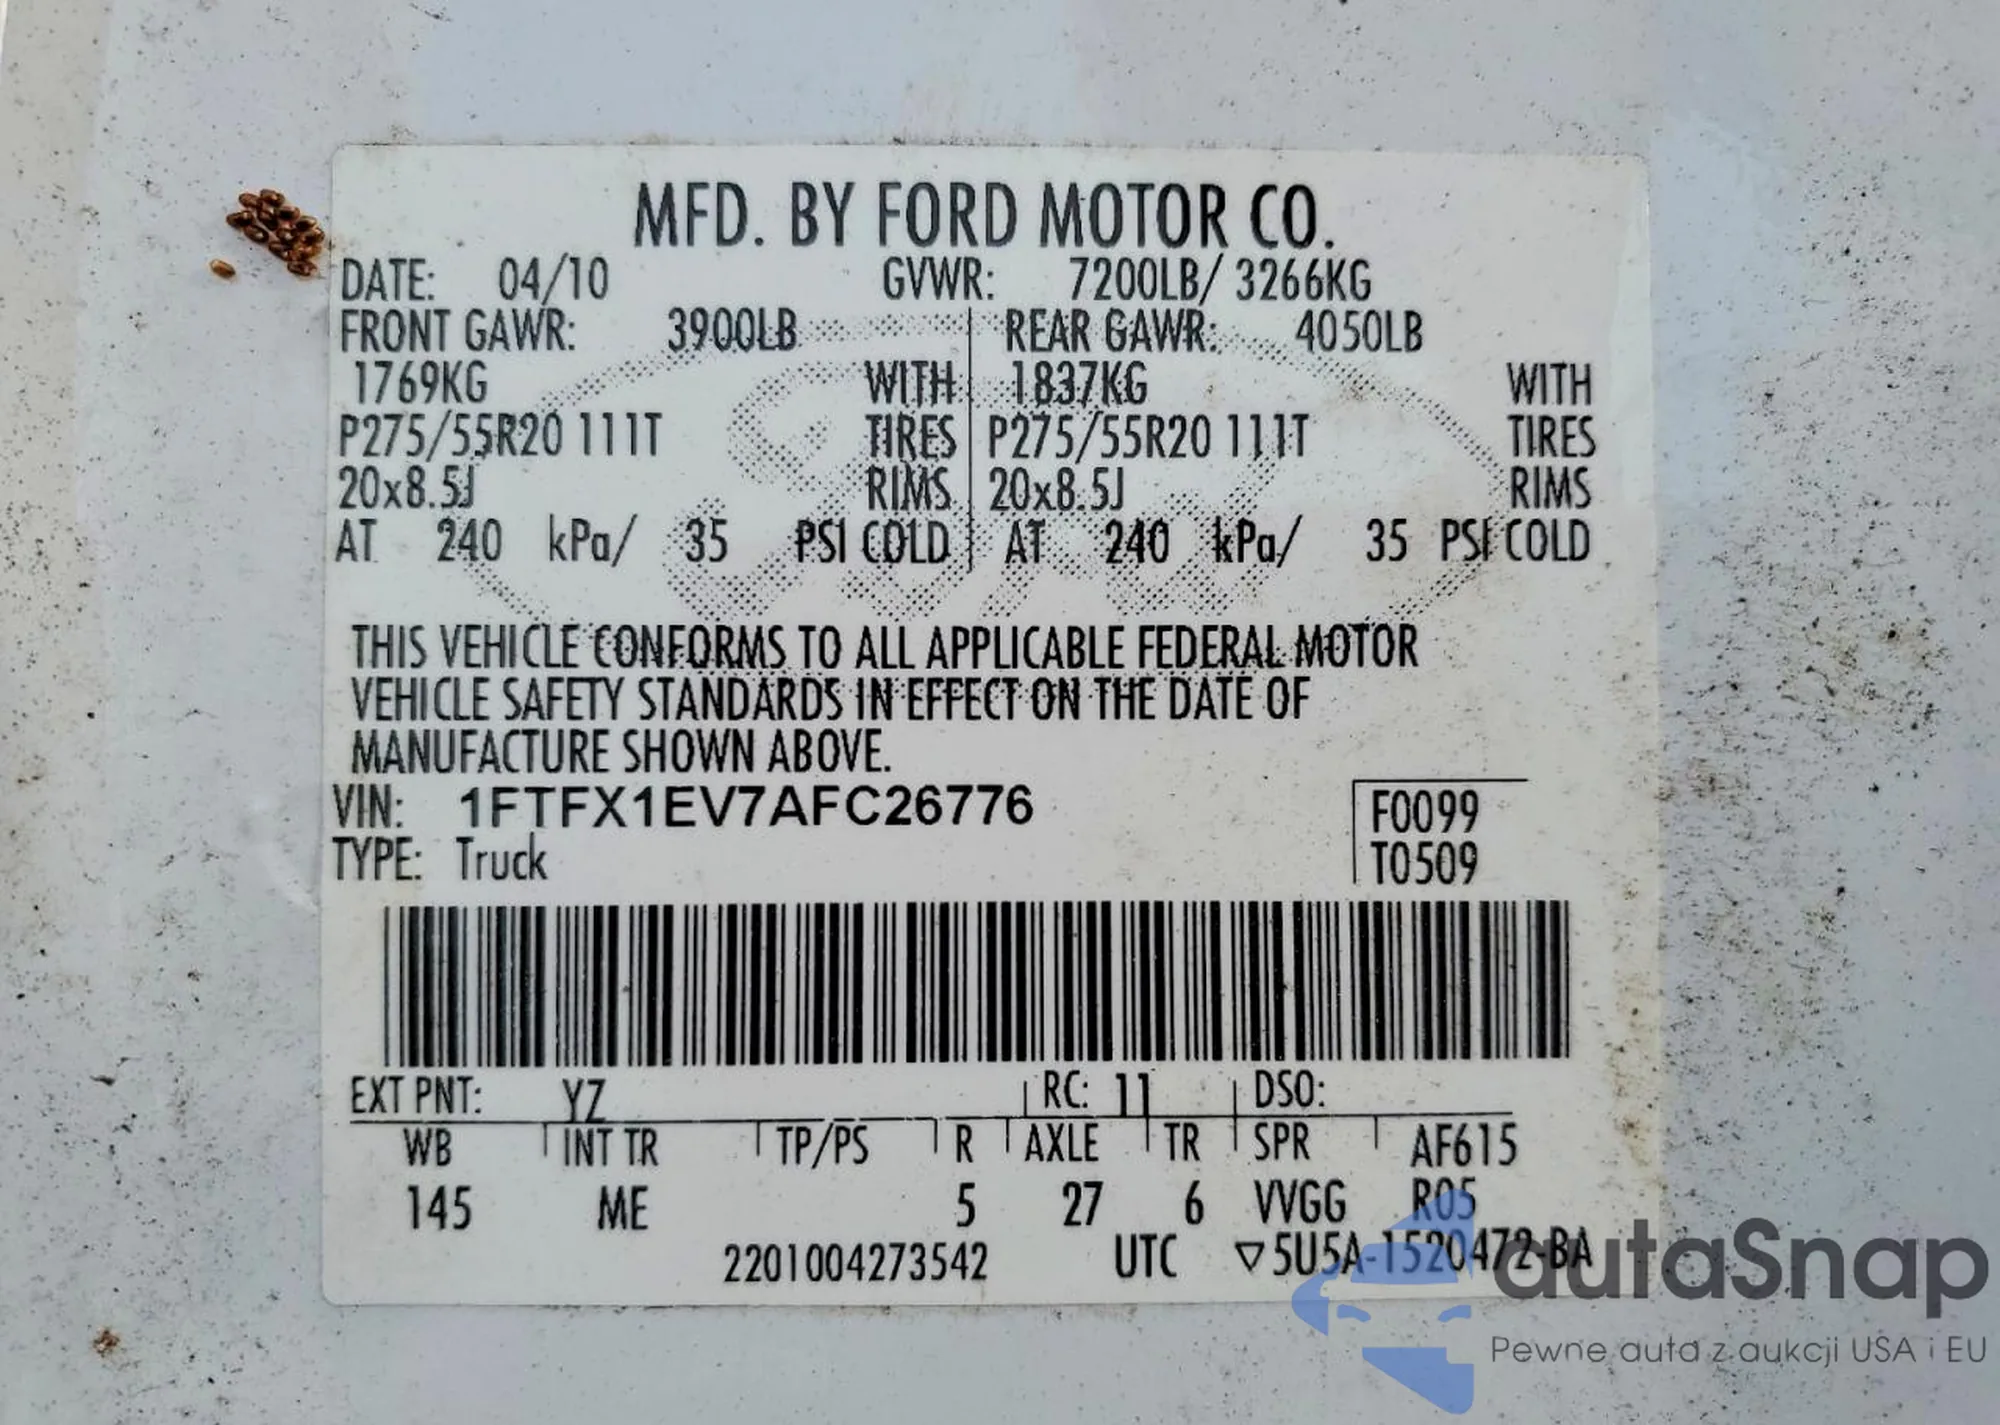 MFD. BY FORD MOTOR CO.
DATE: 04/10 GVWR: 7200LB/ 3266KG
FRONT GAWR: 3900LB REAR GAWR: 4050LB
1769KG WITH 1837KG WITH
P275/55R20 111T TIRES P275/55R20 111T TIRES
20x8.5J RIMS 20x8.5J RIMS
AT 240 kPa/ 35 PSI COLD AT 240 kPa/ 35 PSI COLD
THIS VEHICLE CONFORMS TO ALL APPLICABLE FEDERAL MOTOR
VEHICLE SAFETY STANDARDS IN EFFECT ON THE DATE OF
MANUFACTURE SHOWN ABOVE.
VIN: 1FTFX1EV7AFC26776 F0099
TYPE: Truck T0509
EXT PNT: YZ RC: 11 DSO:
WB INT TR TP/PS R AXLE TR SPR AF615
145 ME 5 27 6 VVGG R05
2201004273542 UTC ▽5U5A-1520472-BA
autaSnap
Pewne auta z aukcji USA i EU